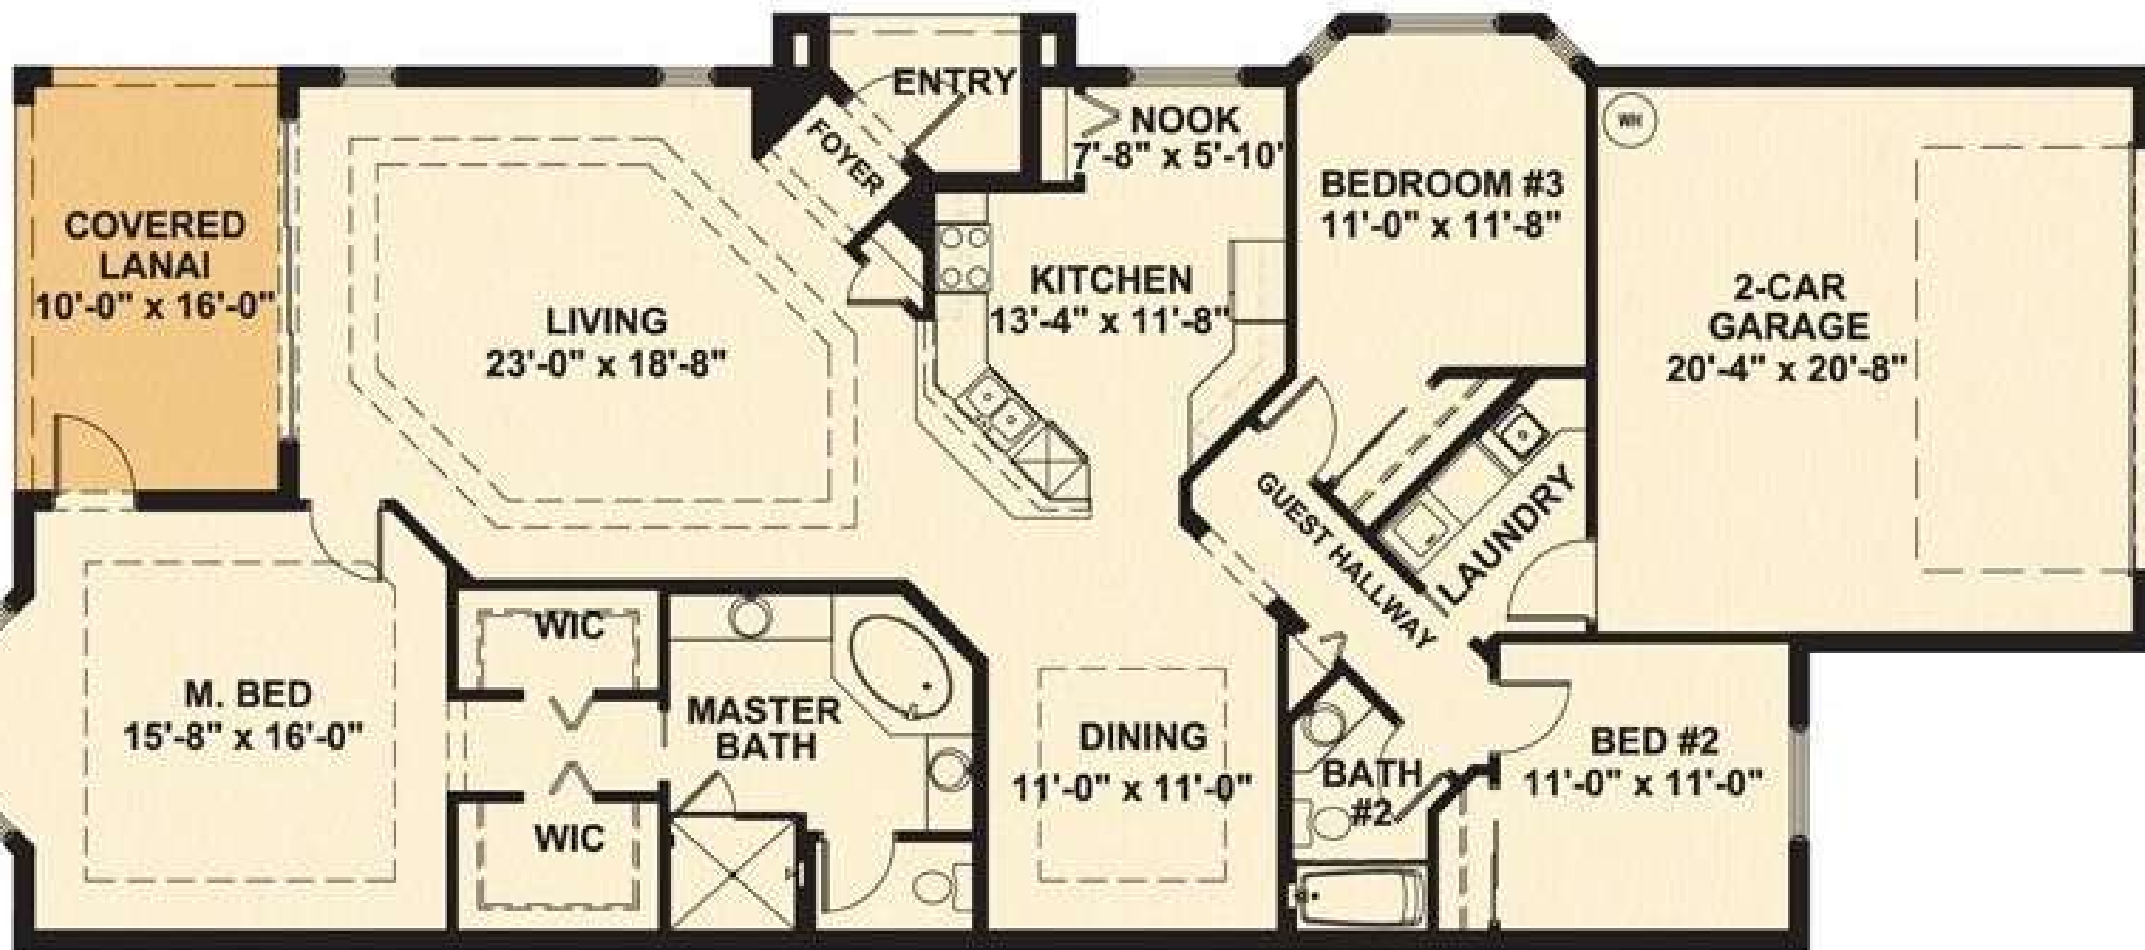 ENTRY
FOYER
NOOK
7'-8" x 5'-10'
WH
BEDROOM #3
11'-0" x 11'-8"
COVERED
LANAI
10'-0" x 16'-0"
KITCHEN
13'-4" x 11'-8"
2-CAR
GARAGE
20'-4" x 20'-8"
LIVING
23'-0" x 18'-8"
GUEST HALLWAY
LAUNDRY
WIC
M. BED
15'-8" x 16'-0"
MASTER
BATH
DINING
11'-0" x 11'-0"
BATH
#2
BED #2
11'-0" x 11'-0"
WIC